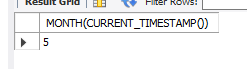 Result Grid Filter Rows:
MONTH(CURRENT_TIMESTAMP())
5